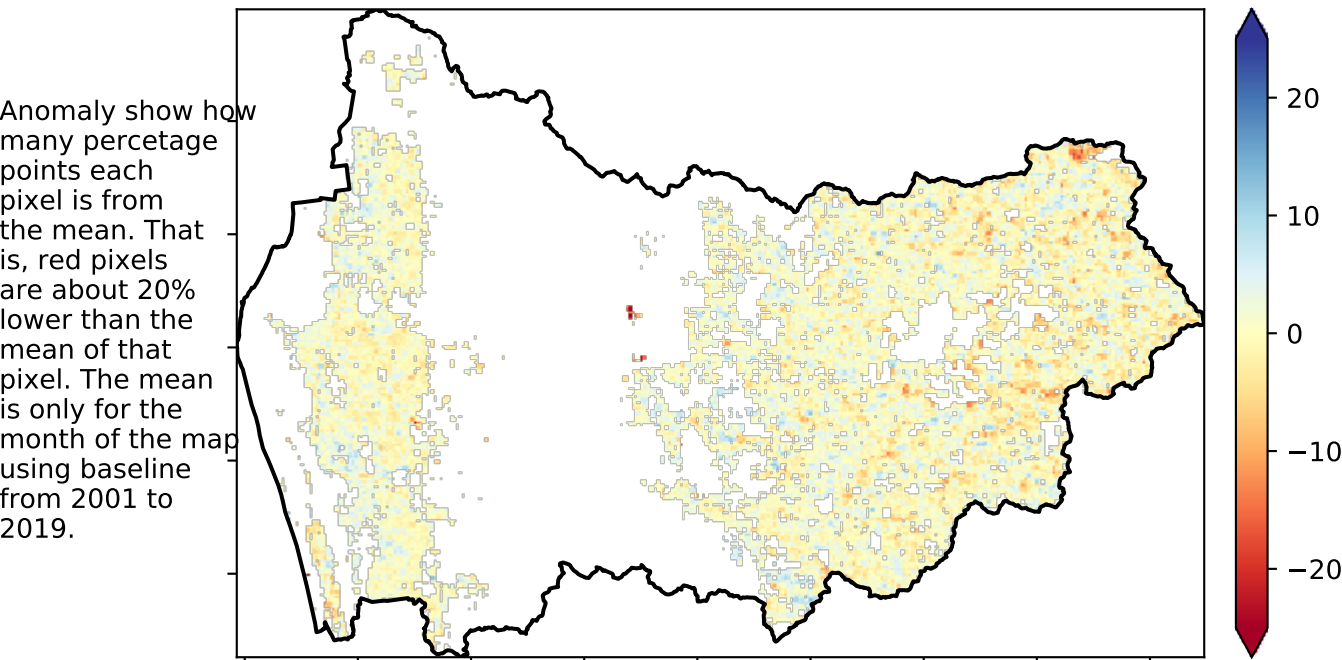 Anomaly show how
many percetage
points each
pixel is from
the mean. That
is, red pixels
are about 20%
lower than the
mean of that
pixel. The mean
is only for the
month of the map
using baseline
from 2001 to
2019.
20
10
0
−10
−20